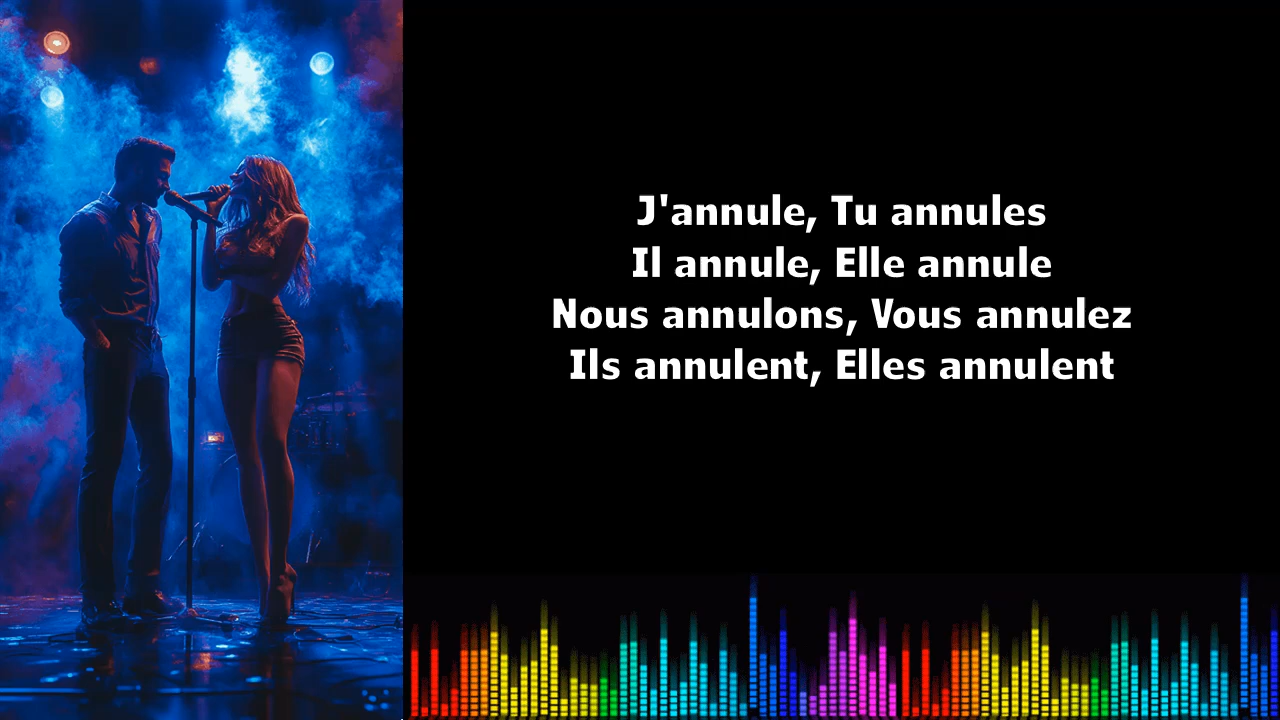 J'annule, Tu annules
Il annule, Elle annule
Nous annulons, Vous annulez
Ils annulent, Elles annulent